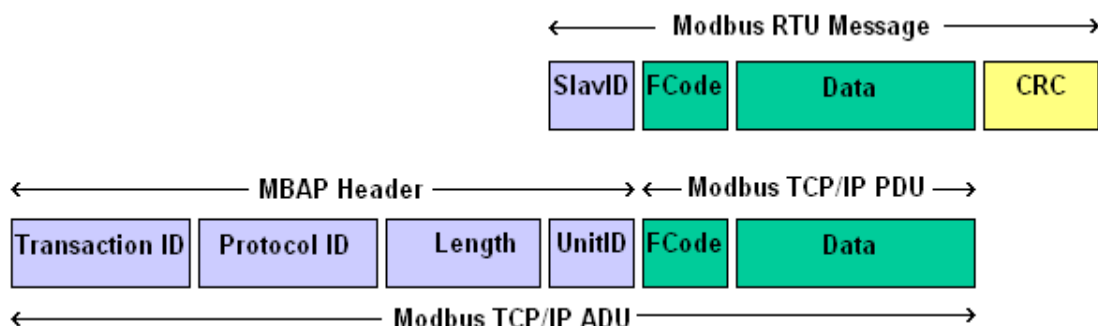 Modbus RTU Message
SlavID FCode Data CRC
MBAP Header Modbus TCP/IP PDU
Transaction ID Protocol ID Length UnitID FCode Data
Modbus TCP/IP ADU